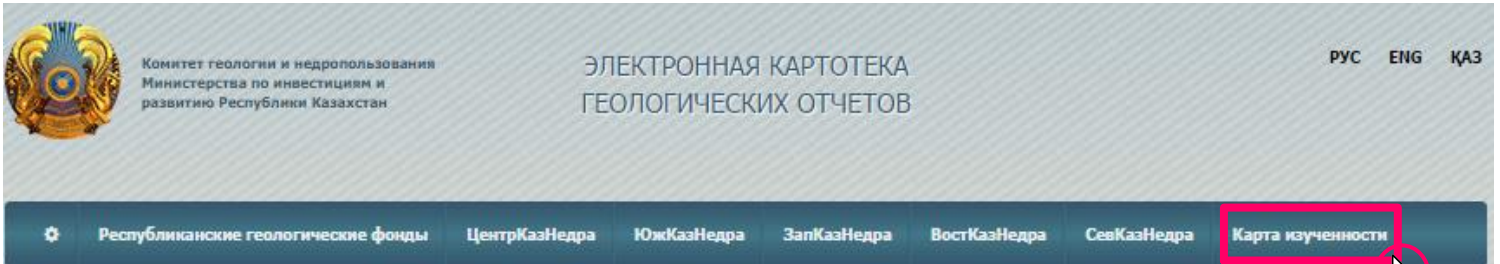 Комитет геологии и недропользования
Министерства по инвестициям и
развитию Республики Казахстан
ЭЛЕКТРОННАЯ КАРТОТЕКА
ГЕОЛОГИЧЕСКИХ ОТЧЕТОВ
РУС ENG ҚАЗ
Республиканские геологические фонды ЦентрКазНедра ЮжКазНедра ЗапКазНедра ВостКазНедра СевКазНедра Карта изученности